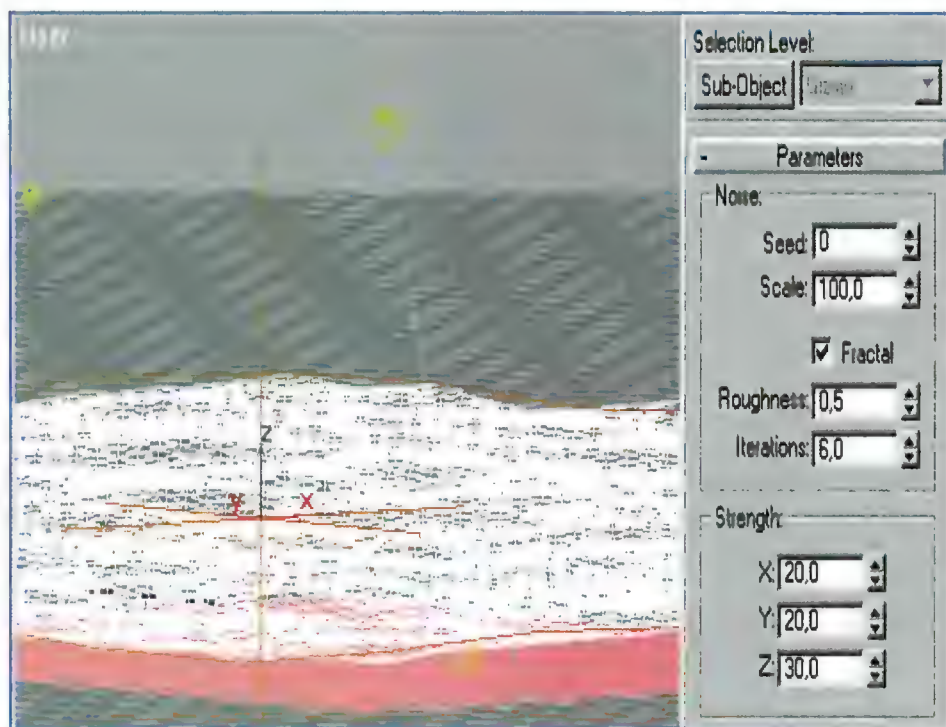 User
Selection Level:
Sub-Object
Parameters
Noise:
Seed: 0
Scale: 100,0
Fractal
Roughness: 0,5
Iterations: 6,0
Strength:
X: 20,0
Y: 20,0
Z: 30,0
Z
Y X